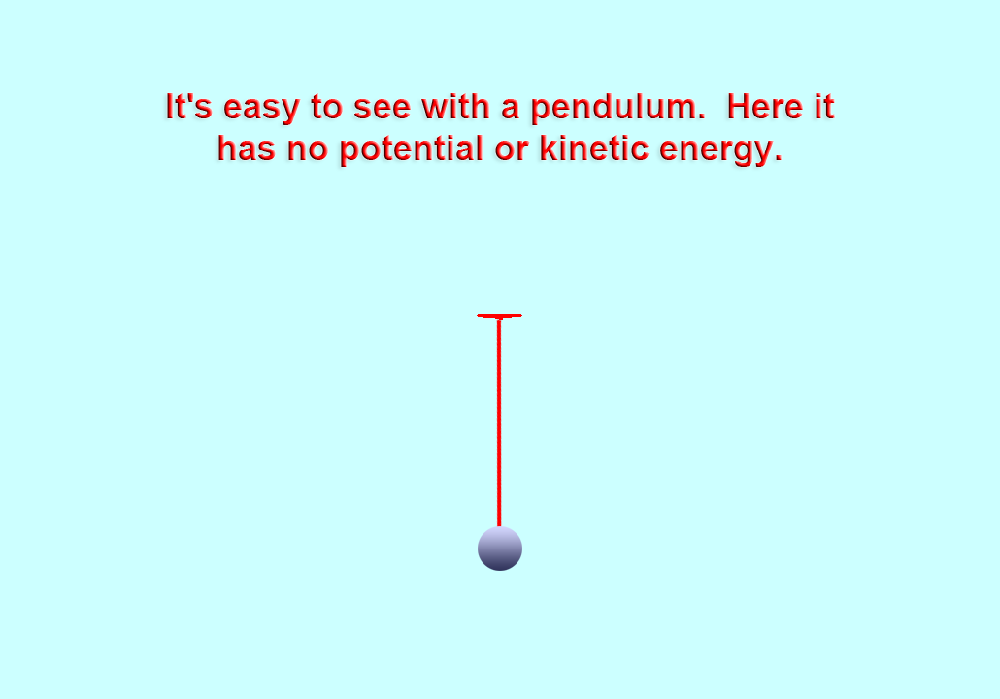 It's easy to see with a pendulum.  Here it
has no potential or kinetic energy.